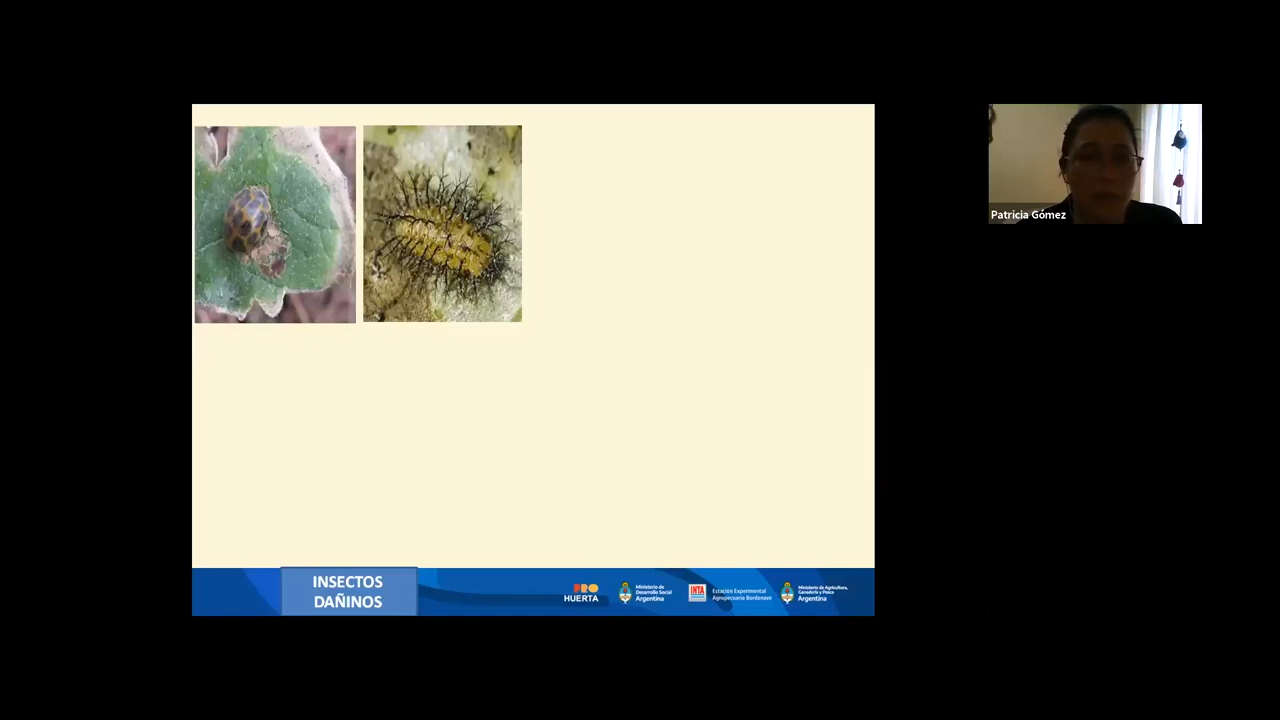 Patricia Gómez
INSECTOS
DAÑINOS
PRO
HUERTA
Ministerio de
Desarrollo Social
Argentina
INTA
Estación Experimental
Agropecuaria Bordenave
Ministerio de Agricultura,
Ganadería y Pesca
Argentina